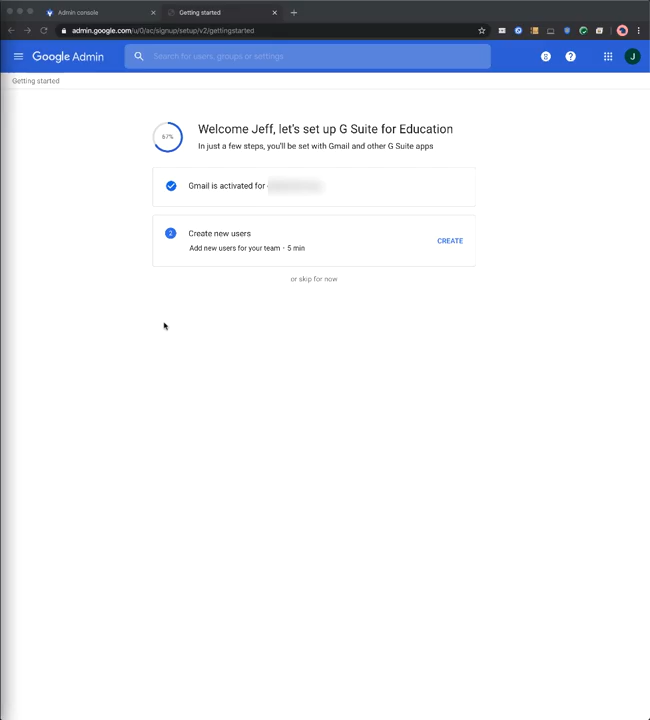 Admin console
Getting started
admin.google.com/u/0/ac/signup/setup/v2/gettingstarted
Google Admin
Search for users, groups or settings
8
?
J
Getting started
67%
Welcome Jeff, let's set up G Suite for Education
In just a few steps, you'll be set with Gmail and other G Suite apps
Gmail is activated for
2
Create new users
Add new users for your team • 5 min
CREATE
or skip for now